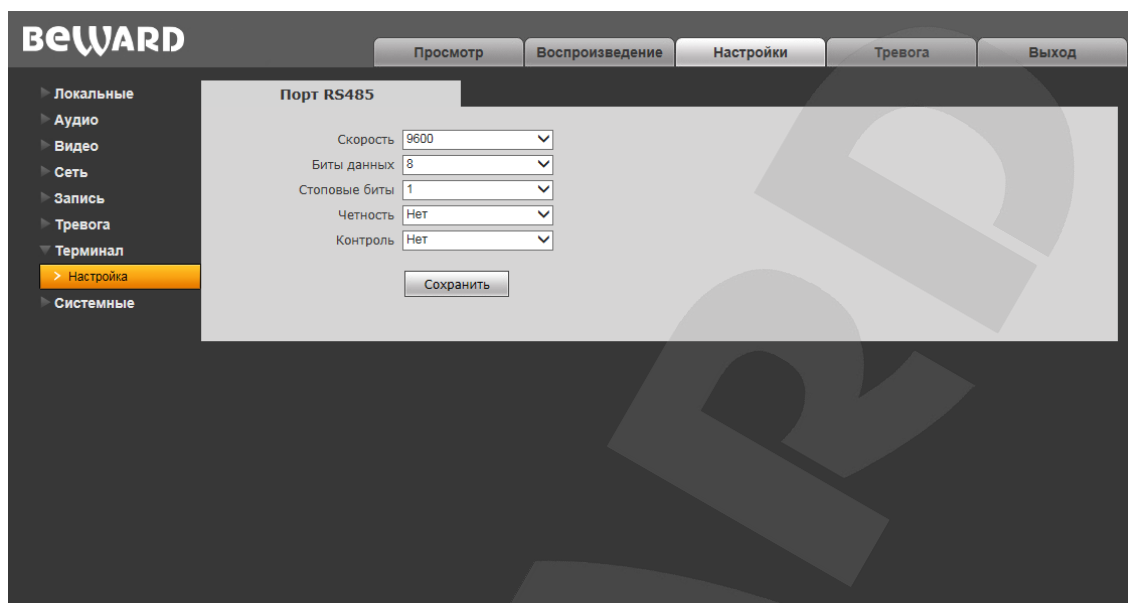 BEWARD
Просмотр Воспроизведение Настройки Тревога Выход
Локальные
Аудио
Видео
Сеть
Запись
Тревога
Терминал
> Настройка
Системные
Порт RS485
Скорость 9600
Биты данных 8
Стоповые биты 1
Четность Нет
Контроль Нет
Сохранить